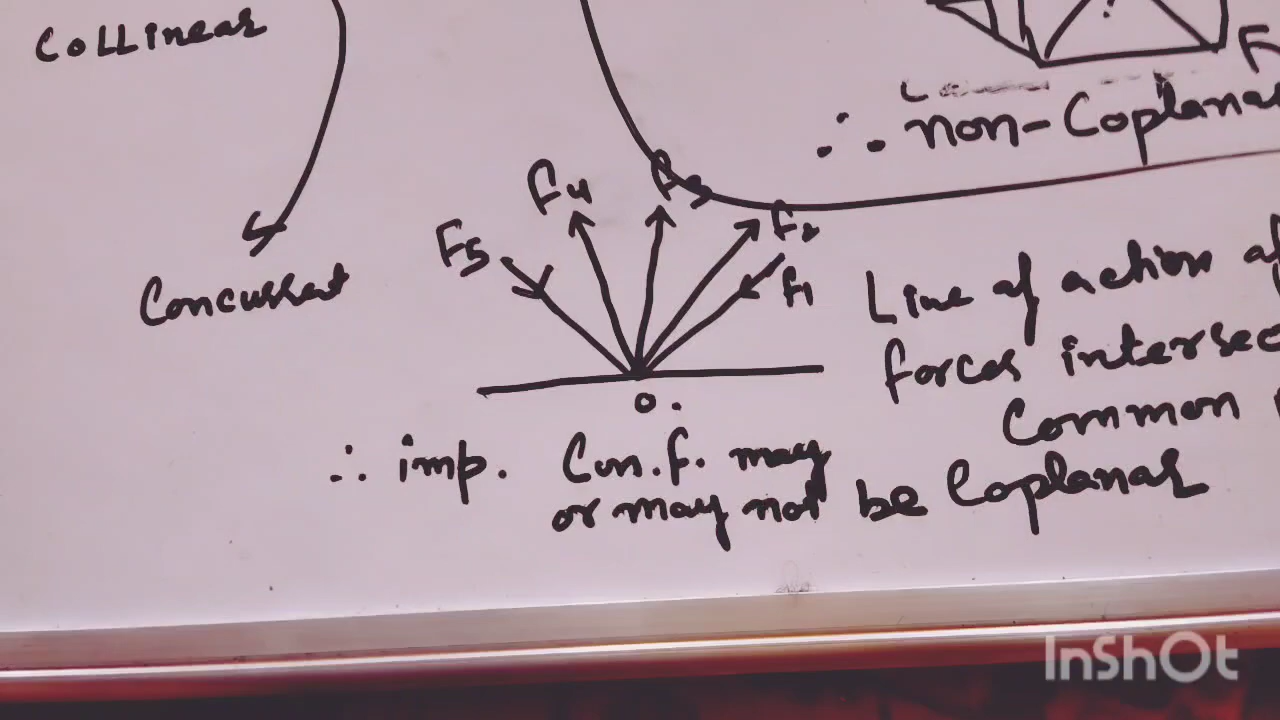 CoLLinear
∴ non-Coplanar
F4
F3
F2
F5
F1
Concurrent
Line of action of
forces intersec
Common
o.
∴ imp. Con.f. may
or may not be Coplanar
InShOt